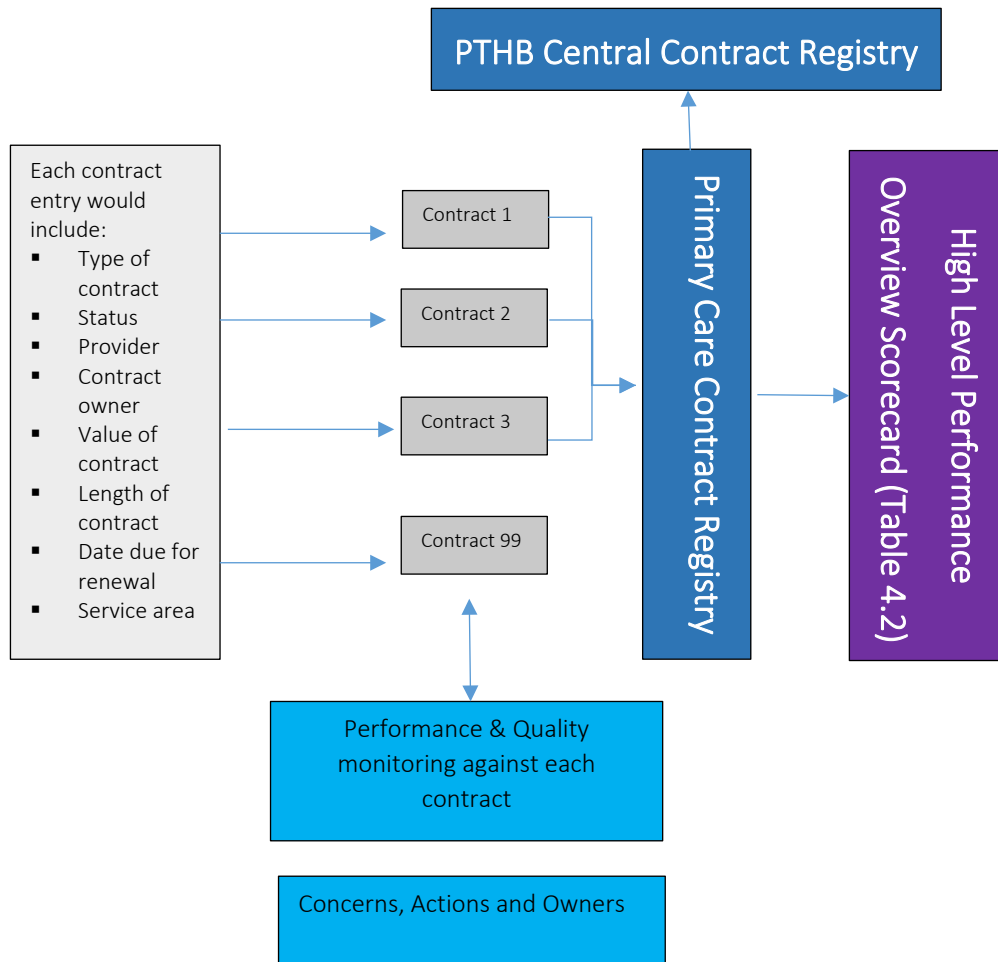 PTHB Central Contract Registry
Each contract
entry would
include:
▪ Type of
contract
▪ Status
▪ Provider
▪ Contract
owner
▪ Value of
contract
▪ Length of
contract
▪ Date due for
renewal
▪ Service area
Contract 1
Contract 2
Contract 3
Contract 99
Primary Care Contract Registry
High Level Performance
Overview Scorecard (Table 4.2)
Performance & Quality
monitoring against each
contract
Concerns, Actions and Owners